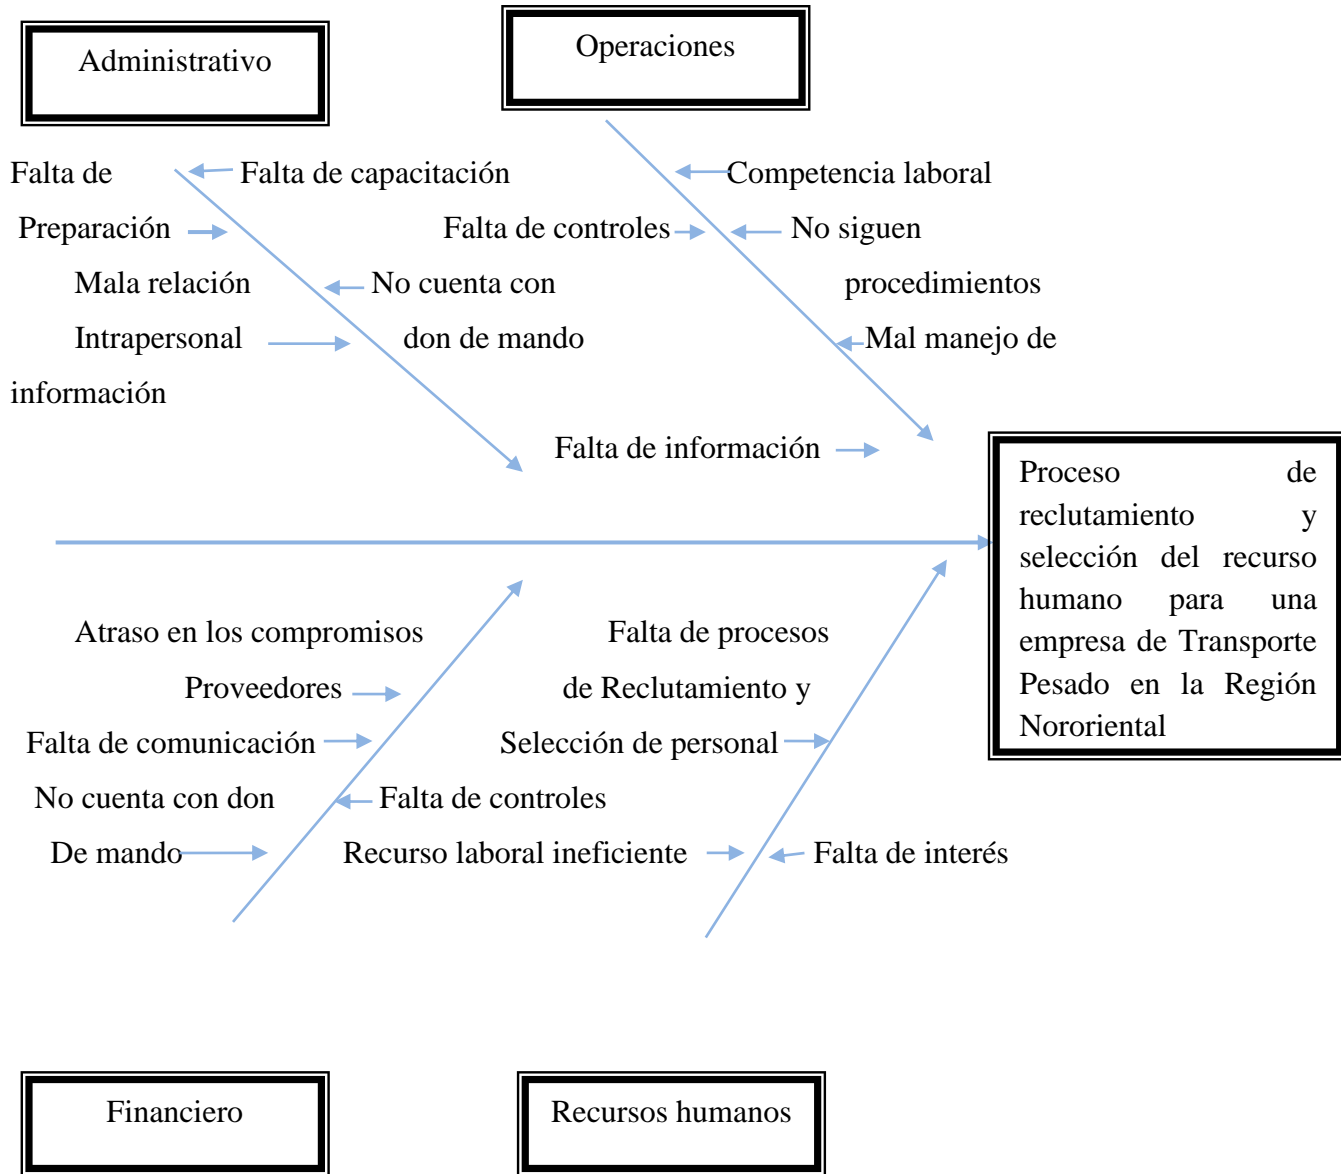 Administrativo
Operaciones
Falta de Falta de capacitación Competencia laboral
Preparación Falta de controles No siguen
Mala relación No cuenta con procedimientos
Intrapersonal don de mando Mal manejo de
información
Falta de información
Proceso de
reclutamiento y
selección del recurso
humano para una
empresa de Transporte
Pesado en la Región
Nororiental
Atraso en los compromisos Falta de procesos
Proveedores de Reclutamiento y
Falta de comunicación Selección de personal
No cuenta con don Falta de controles
De mando Recurso laboral ineficiente Falta de interés
Financiero Recursos humanos